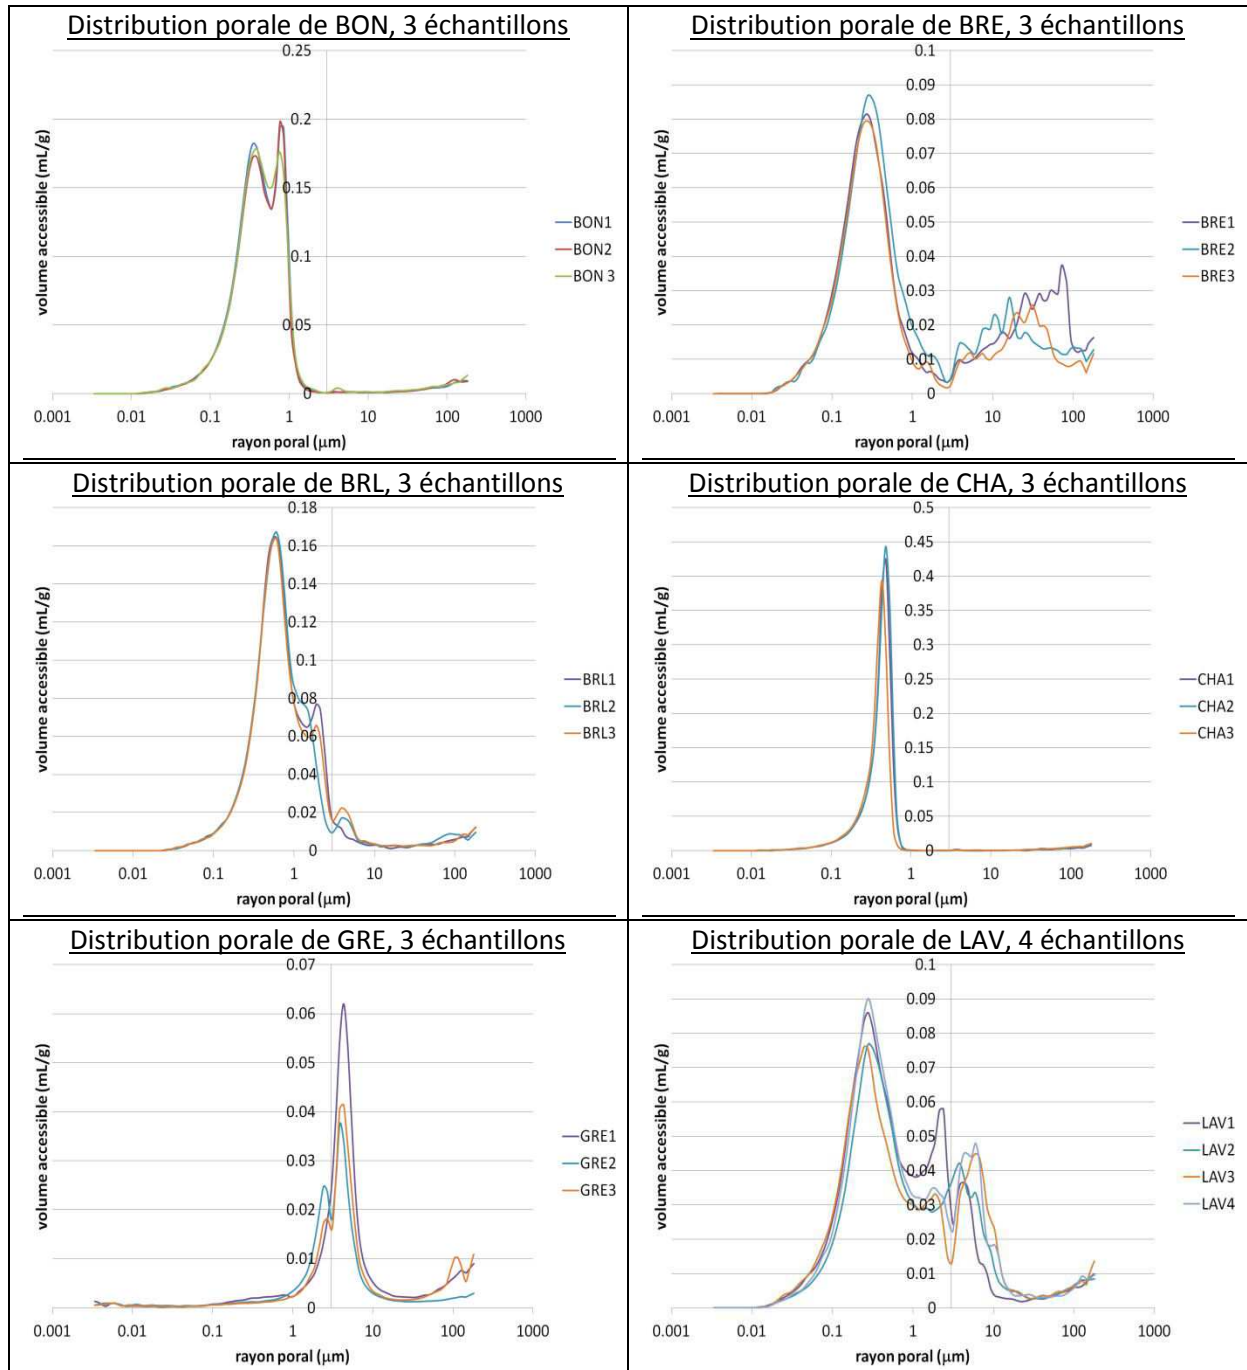 Distribution porale de BON, 3 échantillons
0.25
0.2
0.15
0.1
0.05
0
0.001 0.1 1 10 100 1000
volume accessible (mL/g)
rayon poral (μm)
BON1
BON2
BON 3
Distribution porale de BRE, 3 échantillons
0.1
0.09
0.08
0.07
0.06
0.05
0.04
0.03
0.02
0.01
0
0.001 0.01 0.1 1 10 100 1000
volume accessible (mL/g)
rayon poral (μm)
BRE1
BRE2
BRE3
Distribution porale de BRL, 3 échantillons
0.18
0.16
0.14
0.12
0.1
0.08
0.06
0.04
0.02
0
0.001 0.01 0.1 1 10 100 1000
volume accessible (mL/g)
rayon poral (μm)
BRL1
BRL2
BRL3
Distribution porale de CHA, 3 échantillons
0.5
0.45
0.4
0.35
0.3
0.25
0.2
0.15
0.1
0.05
0
0.001 0.01 0.1 1 10 100 1000
volume accessible (mL/g)
rayon poral (μm)
CHA1
CHA2
CHA3
Distribution porale de GRE, 3 échantillons
0.07
0.06
0.05
0.04
0.03
0.02
0.01
0
0.001 0.01 0.1 1 10 100 1000
volume accessible (mL/g)
rayon poral (μm)
GRE1
GRE2
GRE3
Distribution porale de LAV, 4 échantillons
0.1
0.09
0.08
0.07
0.06
0.05
0.04
0.03
0.02
0.01
0
0.001 0.01 0.1 1 10 100 1000
volume accessible (mL/g)
rayon poral (μm)
LAV1
LAV2
LAV3
LAV4